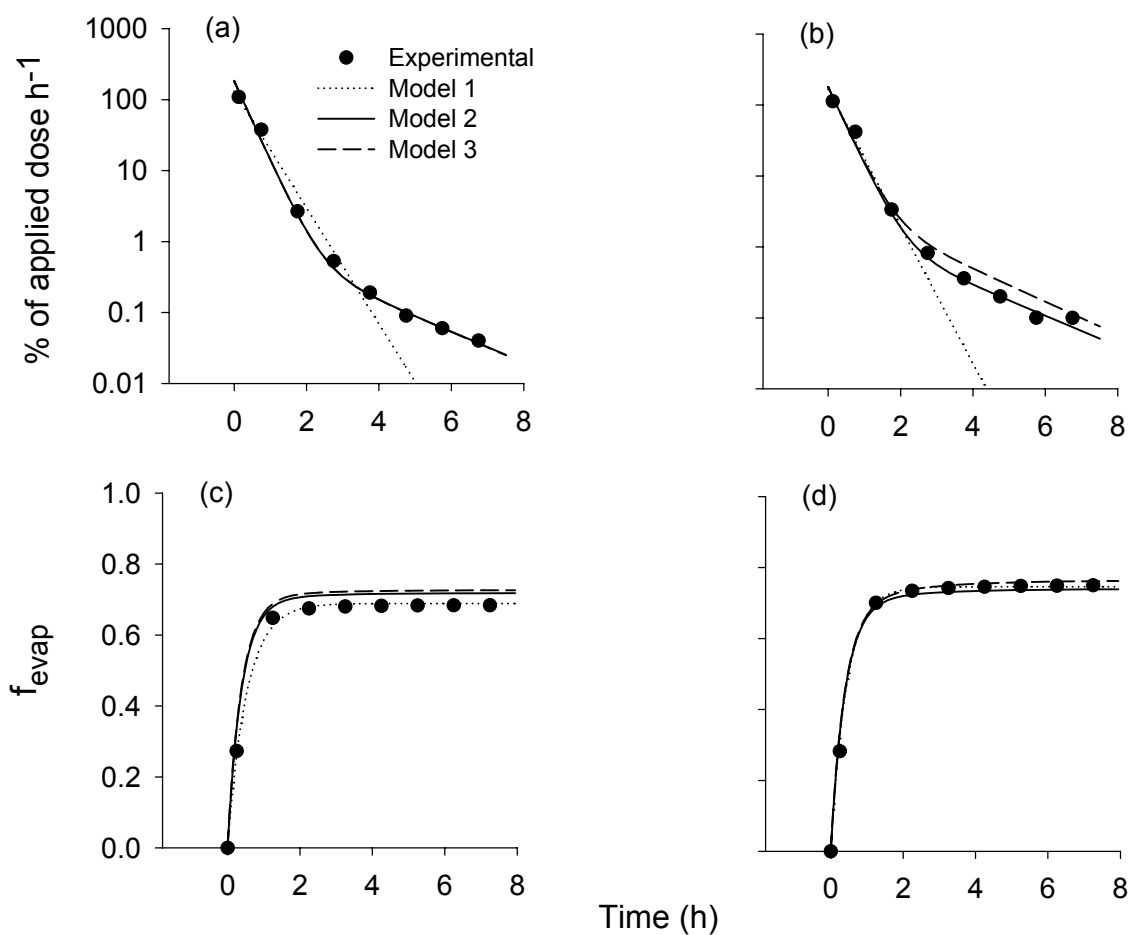 (a)
Experimental
Model 1
Model 2
Model 3
% of applied dose h-1
1000
100
10
1
0.1
0.01
0 2 4 6 8
(b)
0 2 4 6 8
(c)
fevap
1.0
0.8
0.6
0.4
0.2
0.0
0 2 4 6 8
(d)
0 2 4 6 8
Time (h)